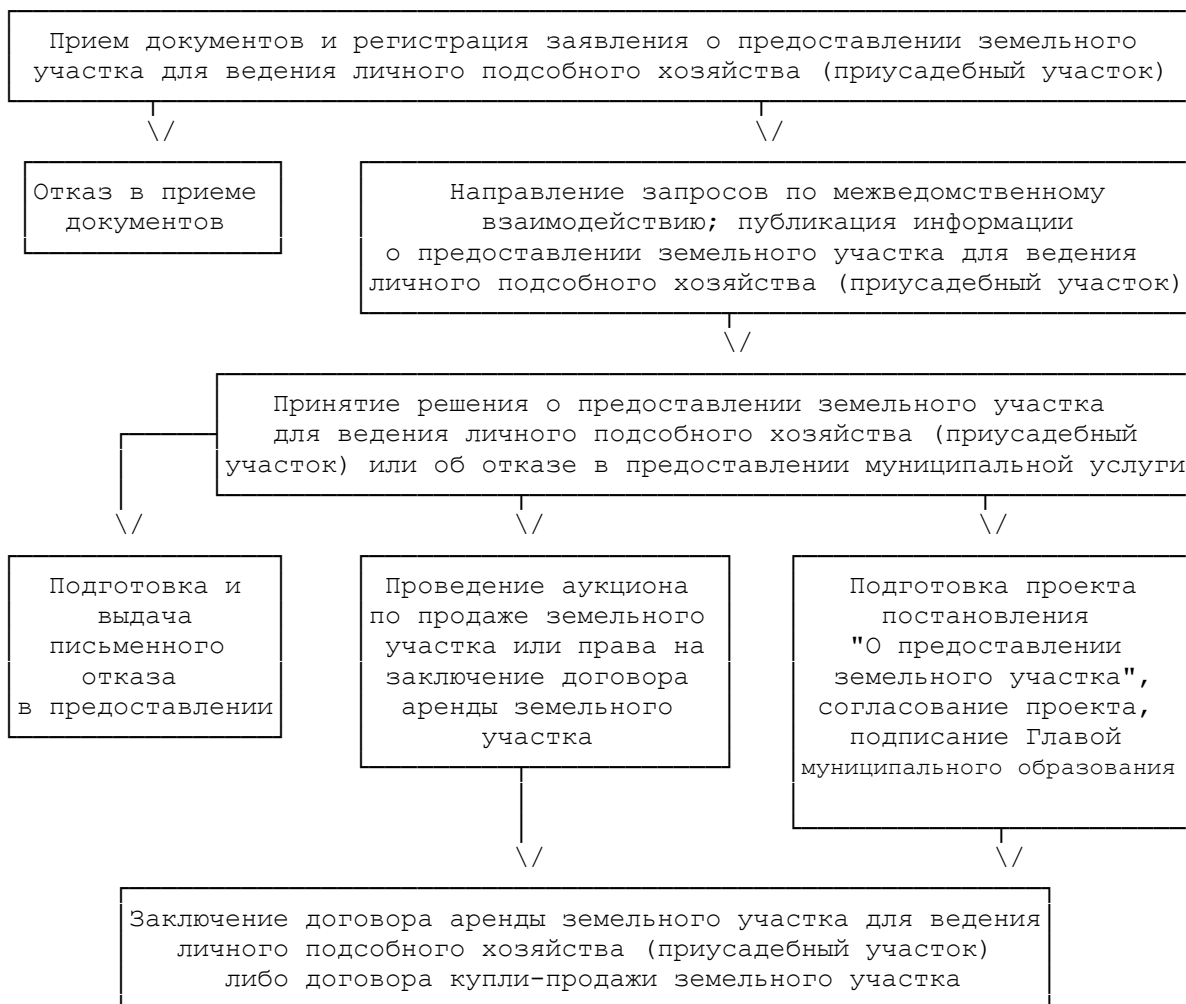 Прием документов и регистрация заявления о предоставлении земельного
участка для ведения личного подсобного хозяйства (приусадебный участок)
Отказ в приеме
документов
Направление запросов по межведомственному
взаимодействию; публикация информации
о предоставлении земельного участка для ведения
личного подсобного хозяйства (приусадебный участок)
Принятие решения о предоставлении земельного участка
для ведения личного подсобного хозяйства (приусадебный
участок) или об отказе в предоставлении муниципальной услуги
Подготовка и
выдача
письменного
отказа
в предоставлении
Проведение аукциона
по продаже земельного
участка или права на
заключение договора
аренды земельного
участка
Подготовка проекта
постановления
"О предоставлении
земельного участка",
согласование проекта,
подписание Главой
муниципального образования
Заключение договора аренды земельного участка для ведения
личного подсобного хозяйства (приусадебный участок)
либо договора купли-продажи земельного участка